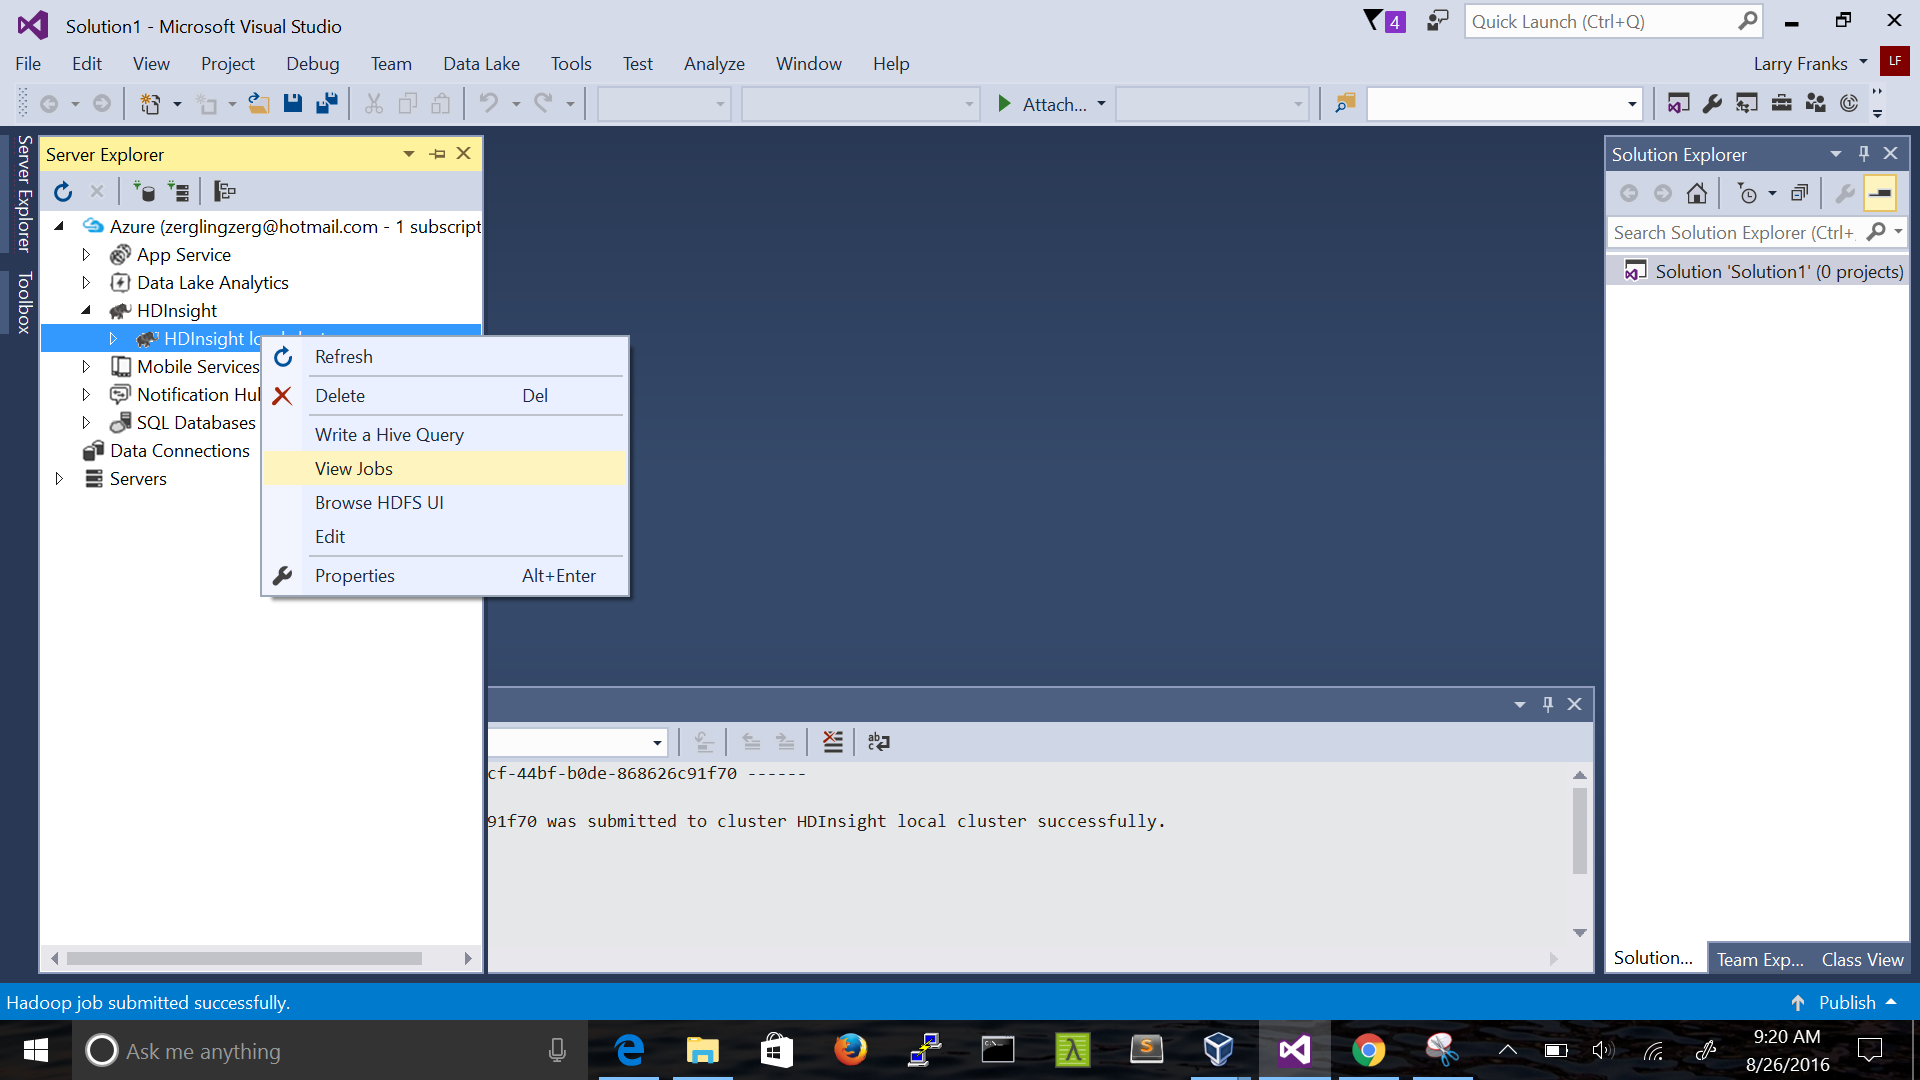 Solution1 - Microsoft Visual Studio
4
Quick Launch (Ctrl+Q)
File Edit View Project Debug Team Data Lake Tools Test Analyze Window Help
Larry Franks
LF
Attach...
Server Explorer
Toolbox
Server Explorer
Azure (zerglingzerg@hotmail.com - 1 subscript
App Service
Data Lake Analytics
HDInsight
HDInsight
Mobile Services
Notification Hu
SQL Databases
Data Connections
Servers
Refresh
Delete Del
Write a Hive Query
View Jobs
Browse HDFS UI
Edit
Properties Alt+Enter
cf-44bf-b0de-868626c91f70 ------
91f70 was submitted to cluster HDInsight local cluster successfully.
Solution Explorer
Search Solution Explorer (Ctrl+
Solution 'Solution1' (0 projects)
Solution... Team Exp... Class View
Hadoop job submitted successfully.
Publish
Ask me anything
9:20 AM
8/26/2016